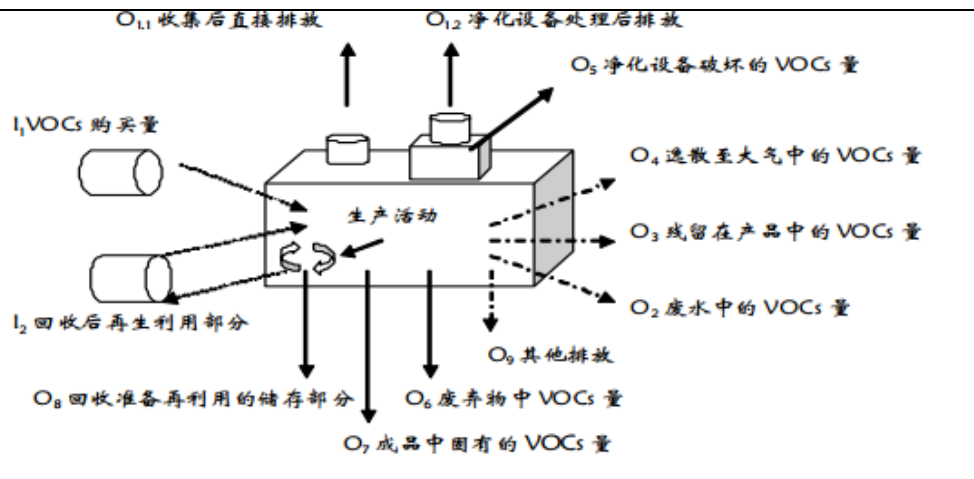 O1.1 收集后直接排放
O1.2 净化设备处理后排放
O5 净化设备破坏的 VOCs 量
I1VOCs 购买量
O4 逸散至大气中的 VOCs 量
生产活动
O3 残留在产品中的 VOCs 量
O2 废水中的 VOCs 量
I2 回收后再生利用部分
O9 其他排放
O8 回收准备再利用的储存部分
O6 废弃物中 VOCs 量
O7 成品中固有的 VOCs 量